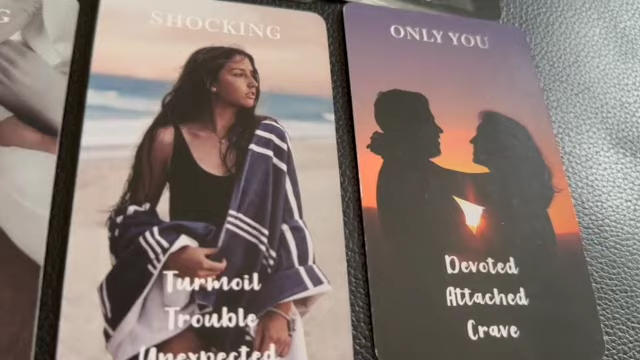 SHOCKING
Turmoil
Trouble
Unexpected
ONLY YOU
Devoted
Attached
Crave